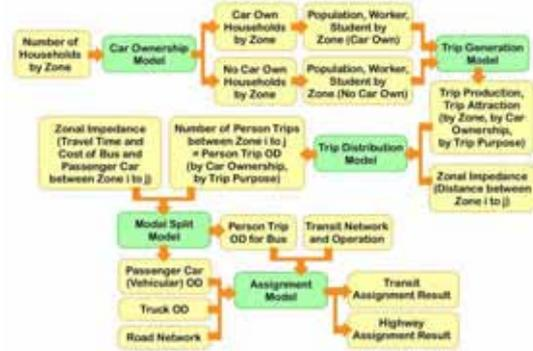 Number of
Households
by Zone
Car Ownership
Model
Car Own
Households
by Zone
Population, Worker,
Student by
Zone (Car Own)
No Car Own
Households
by Zone
Population, Worker,
Student by
Zone (No Car Own)
Trip Generation
Model
Trip Production,
Trip Attraction
(by Zone, by Car
Ownership,
by Trip Purpose)
Zonal Impedance
(Distance between
Zone i to j)
Trip Distribution
Model
Number of Person Trips
between Zone i to j
= Person Trip OD
(by Car Ownership,
by Trip Purpose)
Zonal Impedance
(Travel Time and
Cost of Bus and
Passenger Car
between Zone i to j)
Model Split
Model
Person Trip
OD for Bus
Transit Network
and Operation
Passenger Car
(Vehicular) OD
Truck OD
Road Network
Assignment
Model
Transit
Assignment Result
Highway
Assignment Result